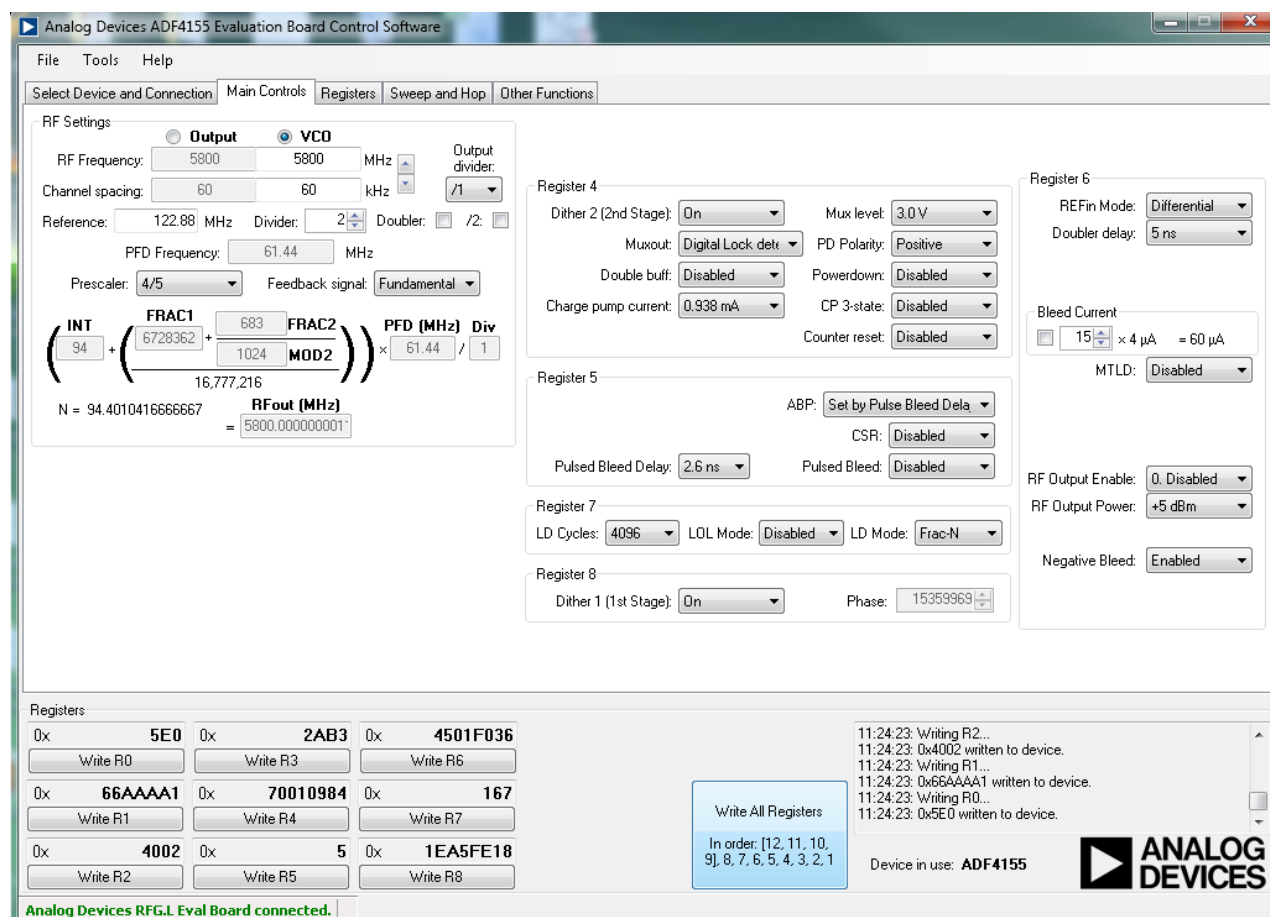 Analog Devices ADF4155 Evaluation Board Control Software
File Tools Help
Select Device and Connection Main Controls Registers Sweep and Hop Other Functions
RF Settings
Output VCO
Output divider:
RF Frequency: 5800 5800 MHz
Channel spacing: 60 60 kHz /1
Reference: 122.88 MHz Divider: 2 Doubler: /2:
PFD Frequency: 61.44 MHz
Prescaler: 4/5 Feedback signal: Fundamental
INT FRAC1 683 FRAC2 PFD (MHz) Div
94 + 6728362 + 1024 MOD2 × 61.44 / 1
16,777,216
N = 94.4010416666667 RFout (MHz)
= 5800.000000001
Register 4
Dither 2 (2nd Stage): On Mux level: 3.0 V
Muxout: Digital Lock dete PD Polarity: Positive
Double buff: Disabled Powerdown: Disabled
Charge pump current: 0.938 mA CP 3-state: Disabled
Counter reset: Disabled
Register 5
ABP: Set by Pulse Bleed Dela
CSR: Disabled
Pulsed Bleed Delay: 2.6 ns Pulsed Bleed: Disabled
Register 7
LD Cycles: 4096 LOL Mode: Disabled LD Mode: Frac-N
Register 8
Dither 1 (1st Stage): On Phase: 15359969
Register 6
REFin Mode: Differential
Doubler delay: 5 ns
Bleed Current
15 × 4 µA = 60 µA
MTLD: Disabled
RF Output Enable: 0. Disabled
RF Output Power: +5 dBm
Negative Bleed: Enabled
Registers
0x 5E0 0x 2AB3 0x 4501F036
Write R0 Write R3 Write R6
0x 66AAAA1 0x 70010984 0x 167
Write R1 Write R4 Write R7
0x 4002 0x 5 0x 1EA5FE18
Write R2 Write R5 Write R8
Write All Registers
In order: [12, 11, 10,
9], 8, 7, 6, 5, 4, 3, 2, 1
11:24:23: Writing R2...
11:24:23: 0x4002 written to device.
11:24:23: Writing R1...
11:24:23: 0x66AAAA1 written to device.
11:24:23: Writing R0...
11:24:23: 0x5E0 written to device.
Device in use: ADF4155
ANALOG
DEVICES
Analog Devices RFG.L Eval Board connected.